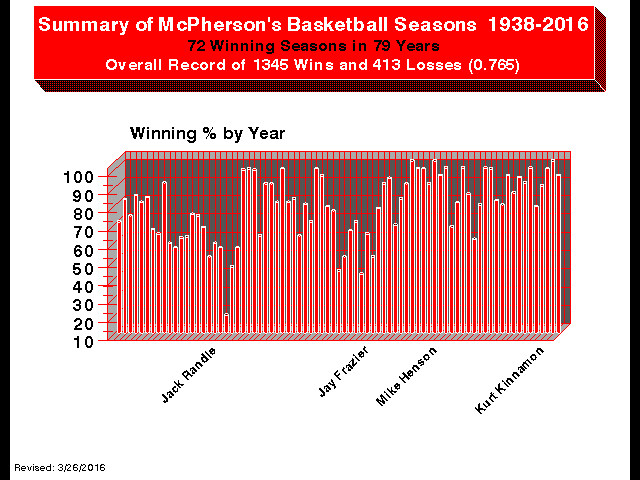 Summary of McPherson's Basketball Seasons 1938-2016
72 Winning Seasons in 79 Years
Overall Record of 1345 Wins and 413 Losses (0.765)
Winning % by Year
100
90
80
70
60
50
40
30
20
10
Jack Randle
Jay Frazier
Mike Henson
Kurt Kinnamon
Revised: 3/26/2016